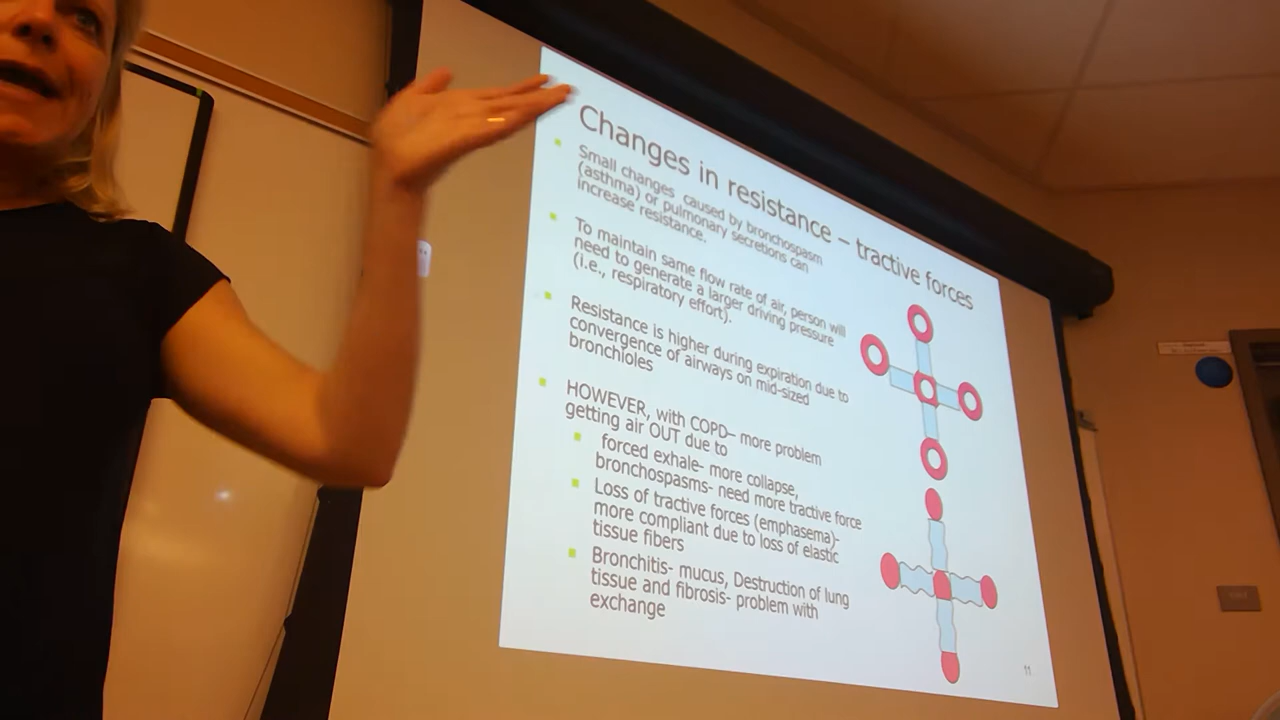 Changes in resistance – tractive forces
Small changes caused by bronchospasm
(asthma) or pulmonary secretions can
increase resistance.
To maintain same flow rate of air, person will
need to generate a larger driving pressure
(i.e., respiratory effort).
Resistance is higher during expiration due to
convergence of airways on mid-sized
bronchioles
HOWEVER, with COPD– more problem
getting air OUT due to
forced exhale- more collapse,
bronchospasms- need more tractive force
Loss of tractive forces (emphasema)-
more compliant due to loss of elastic
tissue fibers
Bronchitis- mucus, Destruction of lung
tissue and fibrosis- problem with
exchange
11